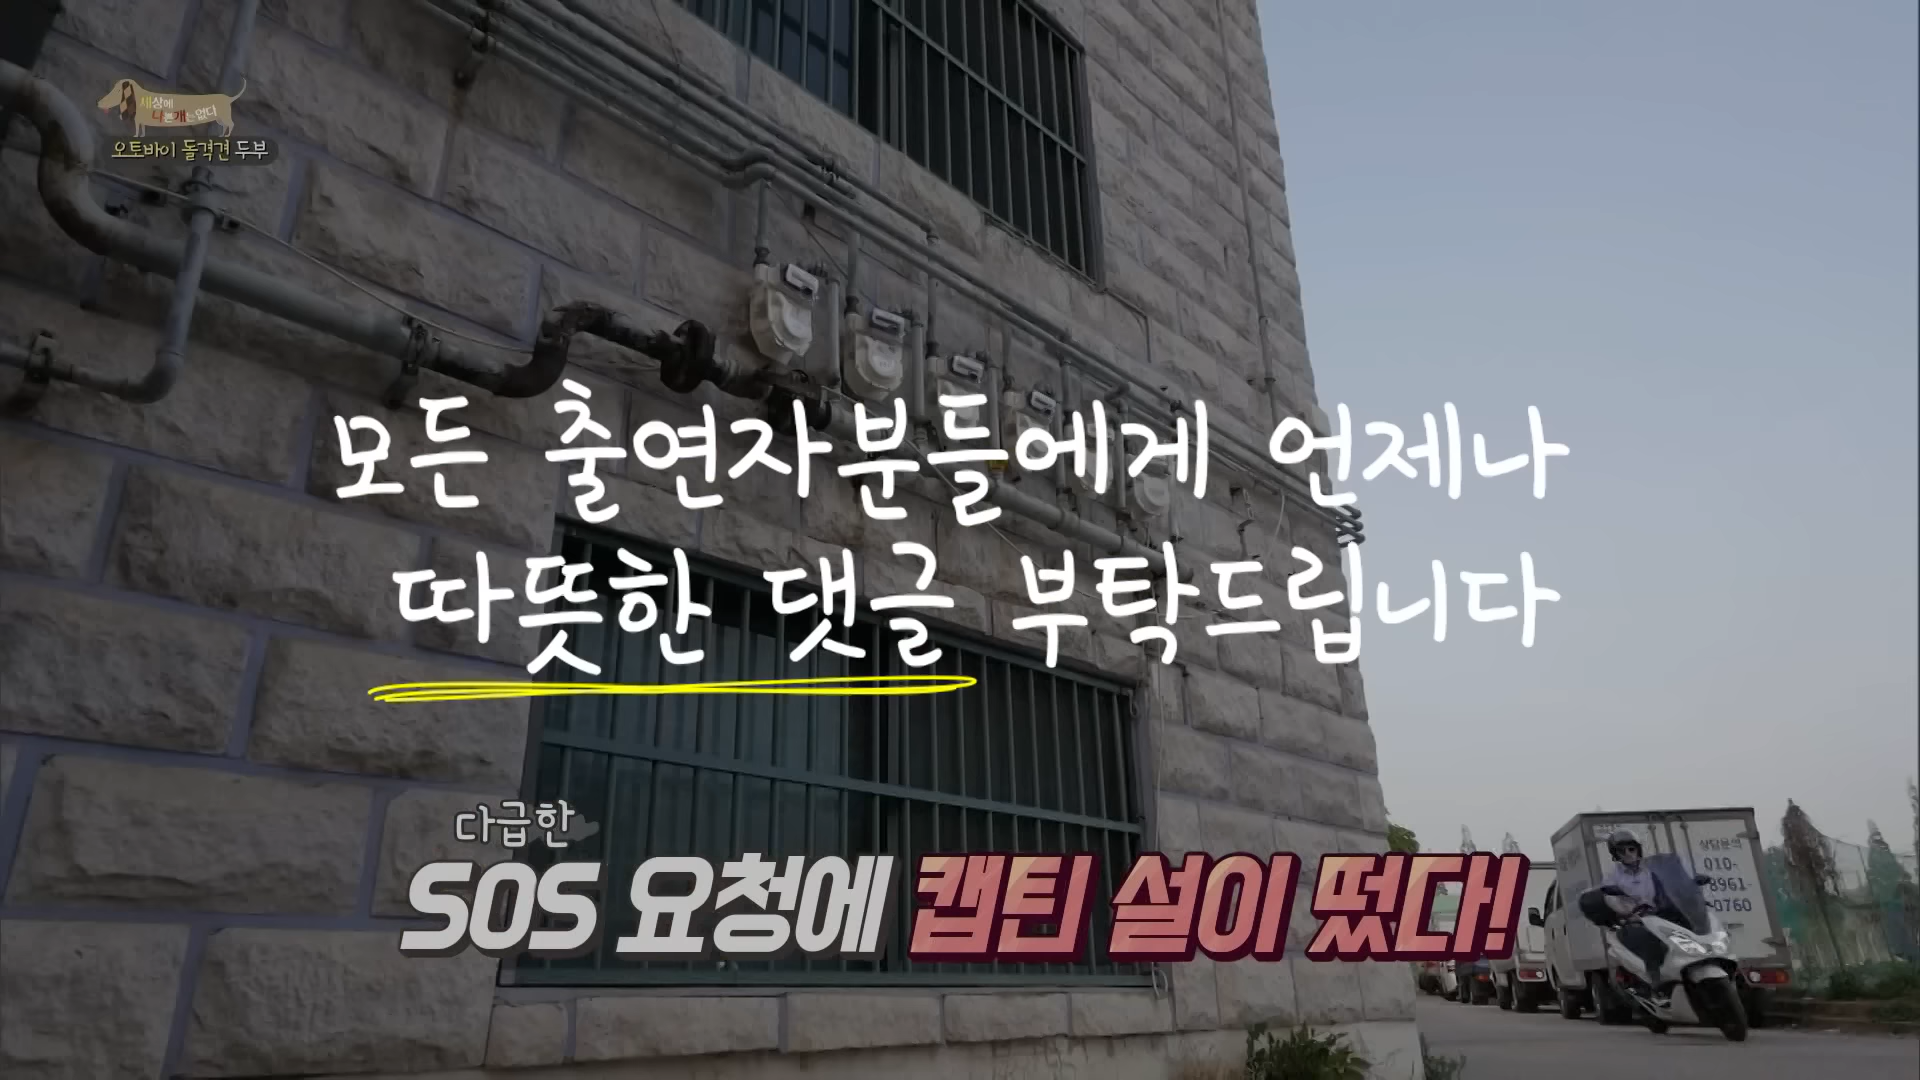 세상에
나쁜개는없다
오토바이 돌격견 두부
모든 출연자분들에게 언제나
따뜻한 댓글 부탁드립니다
다급한
SOS 요청에 캡틴 설이 떴다!
상담문의
010-
8961-
0760